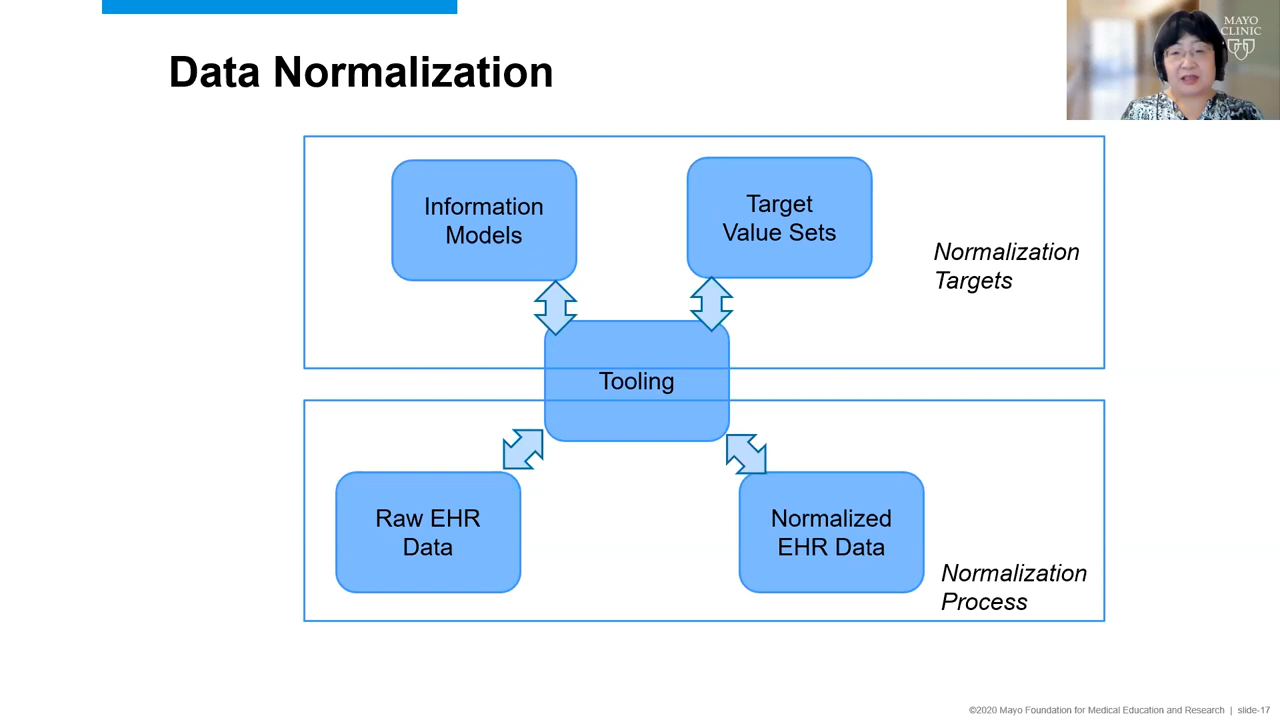 Data Normalization
MAYO
CLINIC
Information
Models
Target
Value Sets
Normalization
Targets
Tooling
Raw EHR
Data
Normalized
EHR Data
Normalization
Process
©2020 Mayo Foundation for Medical Education and Research | slide-17